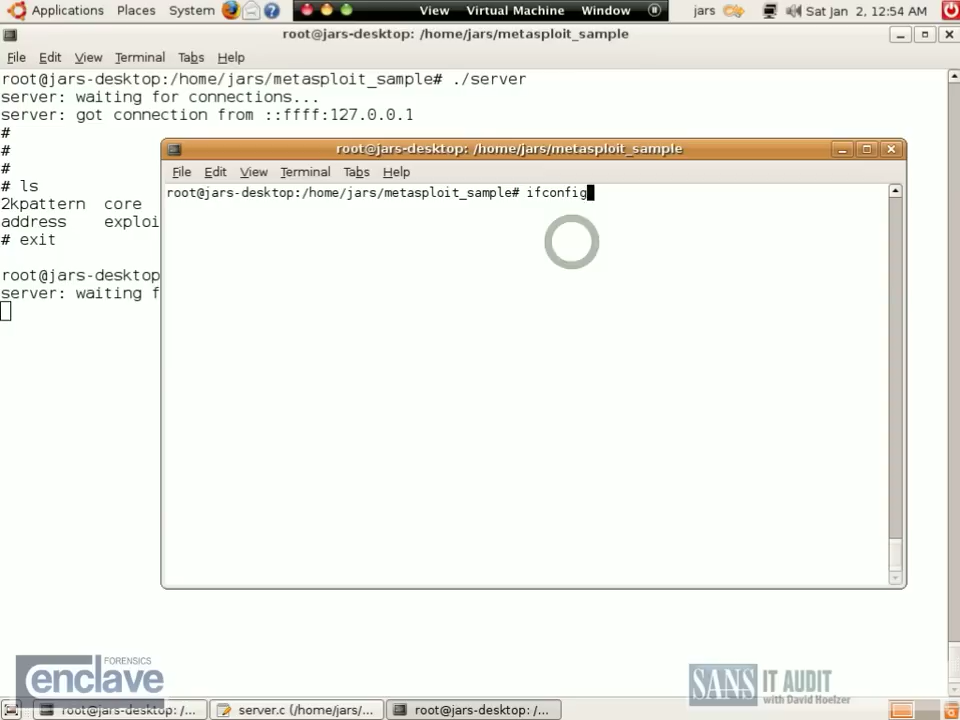 Applications Places System View Virtual Machine Window jars Sat Jan 2, 12:54 AM
root@jars-desktop: /home/jars/metasploit_sample
File Edit View Terminal Tabs Help
root@jars-desktop:/home/jars/metasploit_sample# ./server
server: waiting for connections...
server: got connection from ::ffff:127.0.0.1
#
#
#
# ls
2kpattern core
address exploi
# exit
root@jars-desktop
server: waiting f
root@jars-desktop: /home/jars/metasploit_sample
File Edit View Terminal Tabs Help
root@jars-desktop:/home/jars/metasploit_sample# ifconfig
FORENSICS
enclave
SANS IT AUDIT
with David Hoelzer
root@jars-desktop: /... server.c (/home/jars/... root@jars-desktop: /...